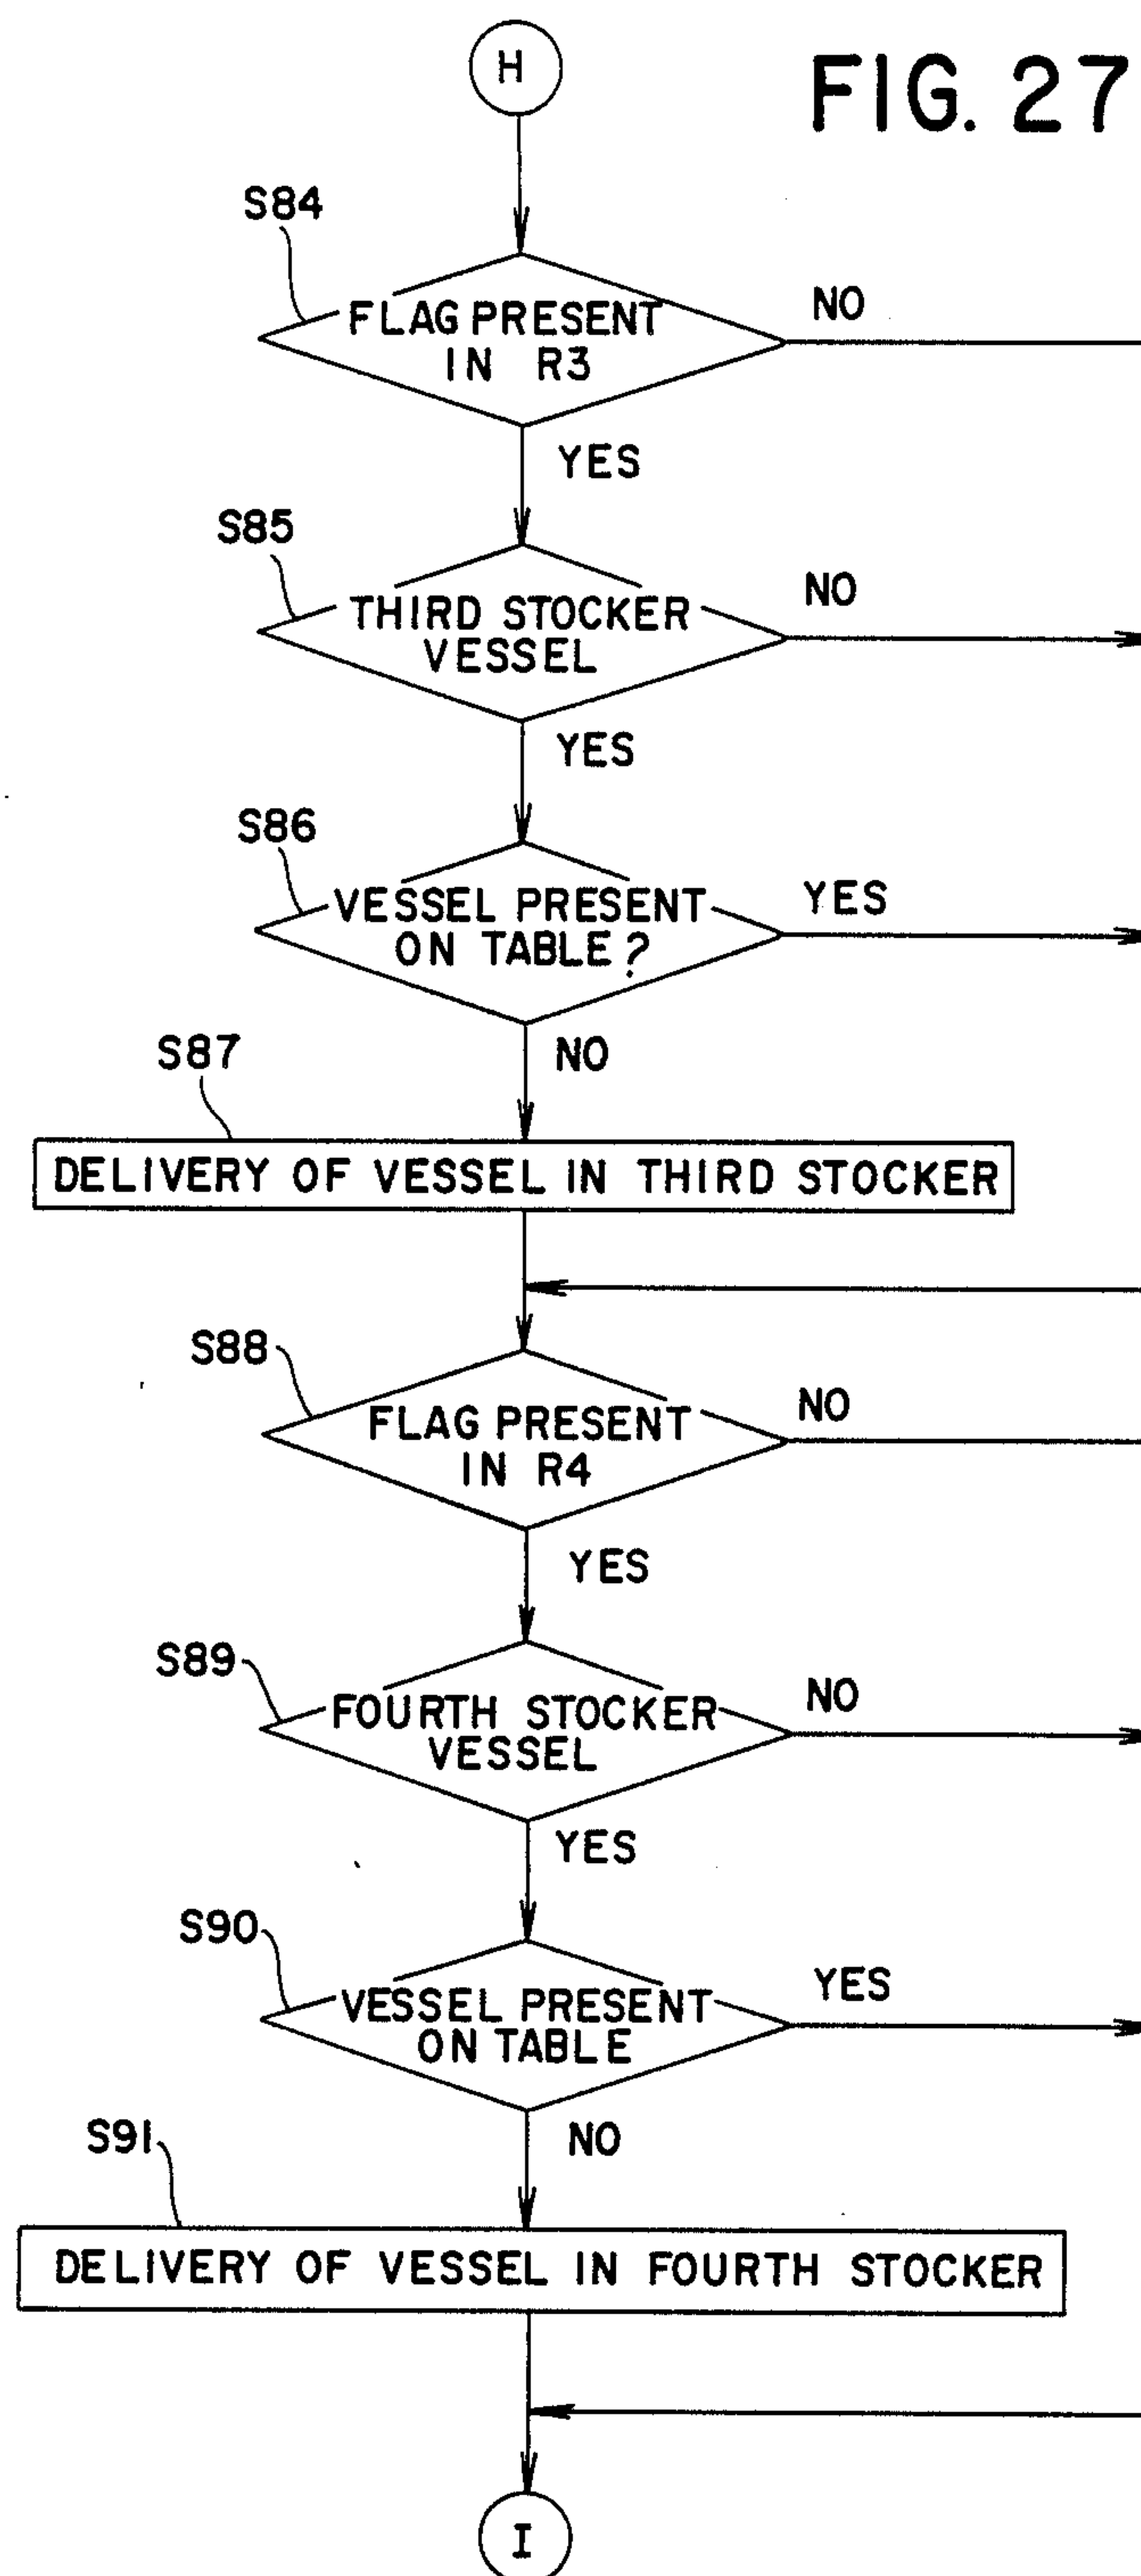 H
FIG. 27
S84
FLAG PRESENT
IN R3
NO
YES
S85
THIRD STOCKER
VESSEL
NO
YES
S86
VESSEL PRESENT
ON TABLE?
YES
NO
S87
DELIVERY OF VESSEL IN THIRD STOCKER
S88
FLAG PRESENT
IN R4
NO
YES
S89
FOURTH STOCKER
VESSEL
NO
YES
S90
VESSEL PRESENT
ON TABLE
YES
NO
S91
DELIVERY OF VESSEL IN FOURTH STOCKER
I